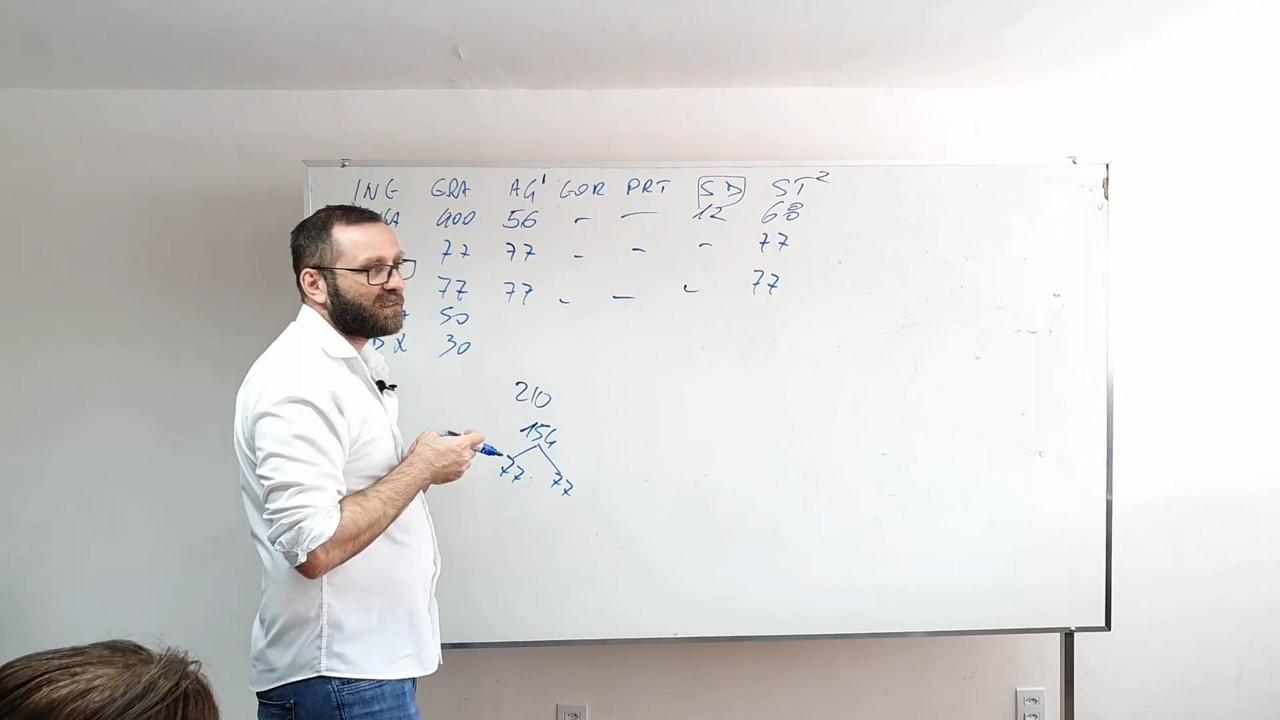 ING GRA AG¹ GOR PRT SD ST²
400 56 - - 12 68
77 77 - - - 77
77 77 - - - 77
50
30
210
154
77 77